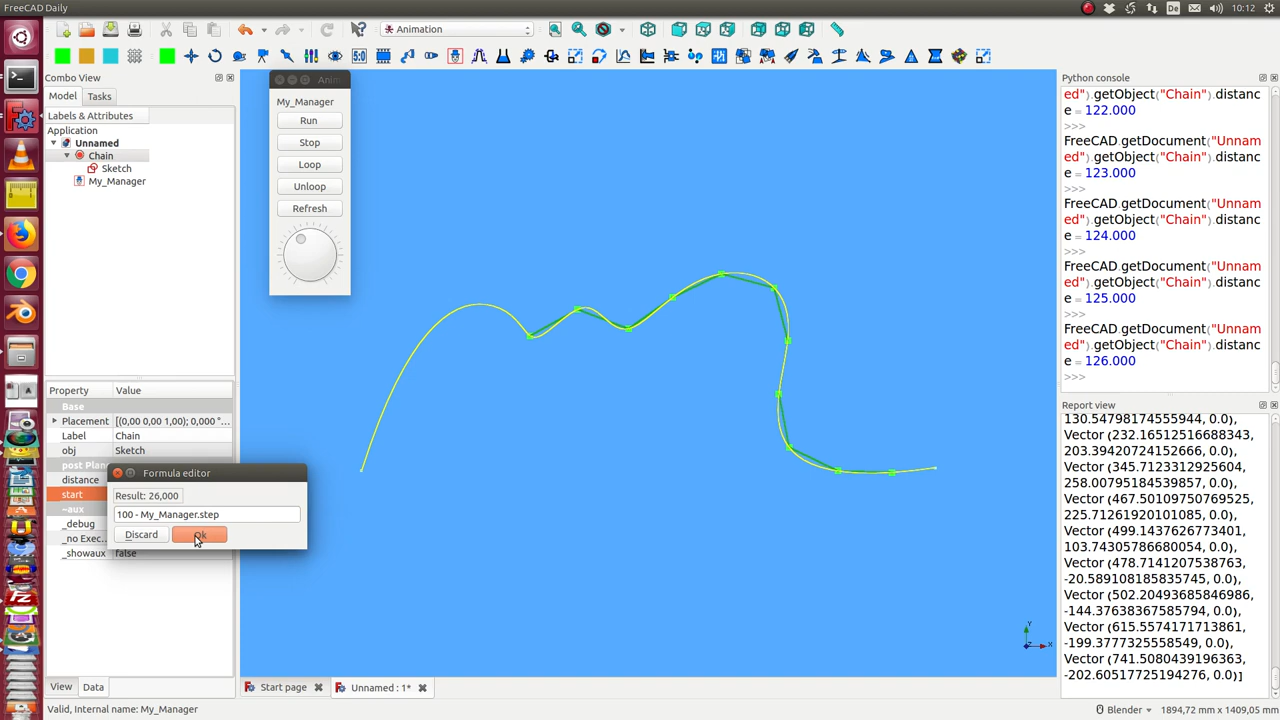 FreeCAD Daily
De
10:12
Animation
Combo View
Model
Tasks
Labels & Attributes
Application
Unnamed
Chain
Sketch
My_Manager
Property
Value
Base
Placement
[(0,00 0,00 1,00); 0,000 °...
Label
Chain
obj
Sketch
post Plane
distance
start
~aux
_debug
_no Exec...
_showaux
false
View
Data
Anim
My_Manager
Run
Stop
Loop
Unloop
Refresh
Formula editor
Result: 26,000
100 - My_Manager.step
Discard
Ok
Y
X
Z
Start page
Unnamed : 1*
Python console
ed").getObject("Chain").distanc
e = 122.000
>>>
FreeCAD.getDocument("Unnam
ed").getObject("Chain").distanc
e = 123.000
>>>
FreeCAD.getDocument("Unnam
ed").getObject("Chain").distanc
e = 124.000
>>>
FreeCAD.getDocument("Unnam
ed").getObject("Chain").distanc
e = 125.000
>>>
FreeCAD.getDocument("Unnam
ed").getObject("Chain").distanc
e = 126.000
>>>
Report view
130.54798174555944, 0.0),
Vector (232.16512516688343,
203.39420724152666, 0.0),
Vector (345.7123312925604,
258.00795184539857, 0.0),
Vector (467.50109750769525,
225.71261920101085, 0.0),
Vector (499.1437626773401,
103.74305786680054, 0.0),
Vector (478.7141207538763,
-20.589108185835745, 0.0),
Vector (502.20493685846986,
-144.37638367585794, 0.0),
Vector (615.5574171713861,
-199.3777325558549, 0.0),
Vector (741.5080439196363,
-202.60517725194276, 0.0)]
Valid, Internal name: My_Manager
Blender
1894,72 mm x 1409,05 mm